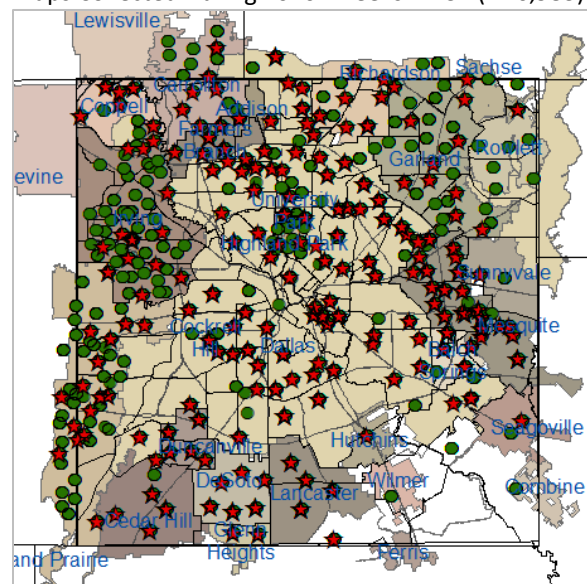 Lewisville
Carrollton
Richardson
Sachse
Coppell
Addison
Farmers
Branch
Garland
Rowlett
evine
University
Park
Irving
Highland Park
Sunnyvale
Cockrell
Hill
Dallas
Mesquite
Balch
Springs
Seagoville
Hutchins
Duncanville
DeSoto
Lancaster
Wilmer
Combine
Cedar Hill
Glenn
Heights
and Prairie
Ferris